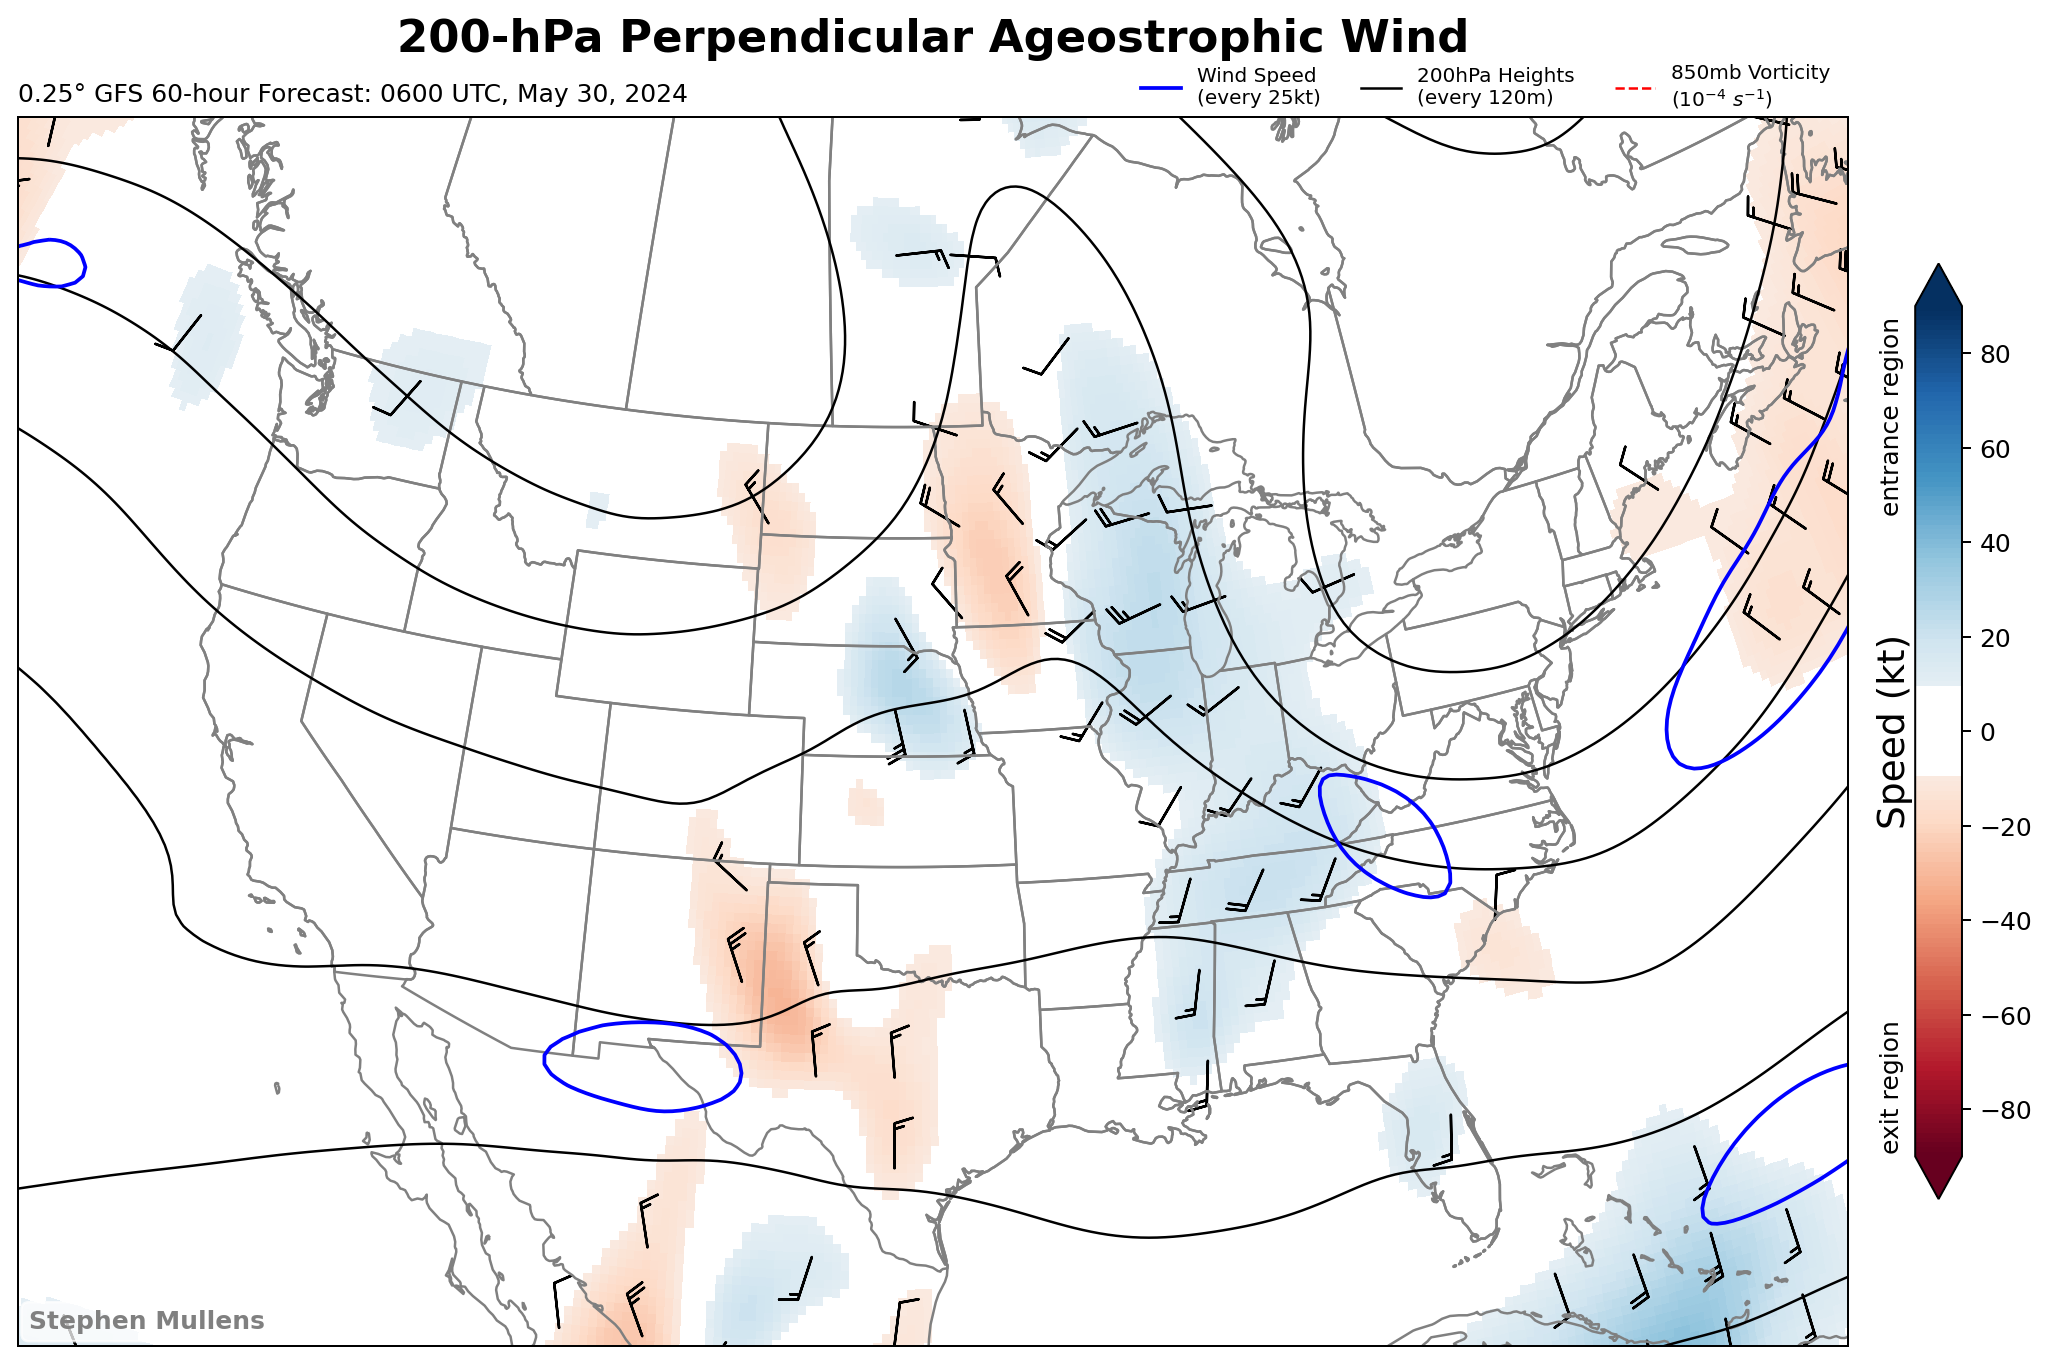 200-hPa Perpendicular Ageostrophic Wind
0.25° GFS 60-hour Forecast: 0600 UTC, May 30, 2024
Wind Speed
(every 25kt)
200hPa Heights
(every 120m)
850mb Vorticity
(10⁻⁴ s⁻¹)
entrance region
Speed (kt)
exit region
80
60
40
20
0
−20
−40
−60
−80
Stephen Mullens